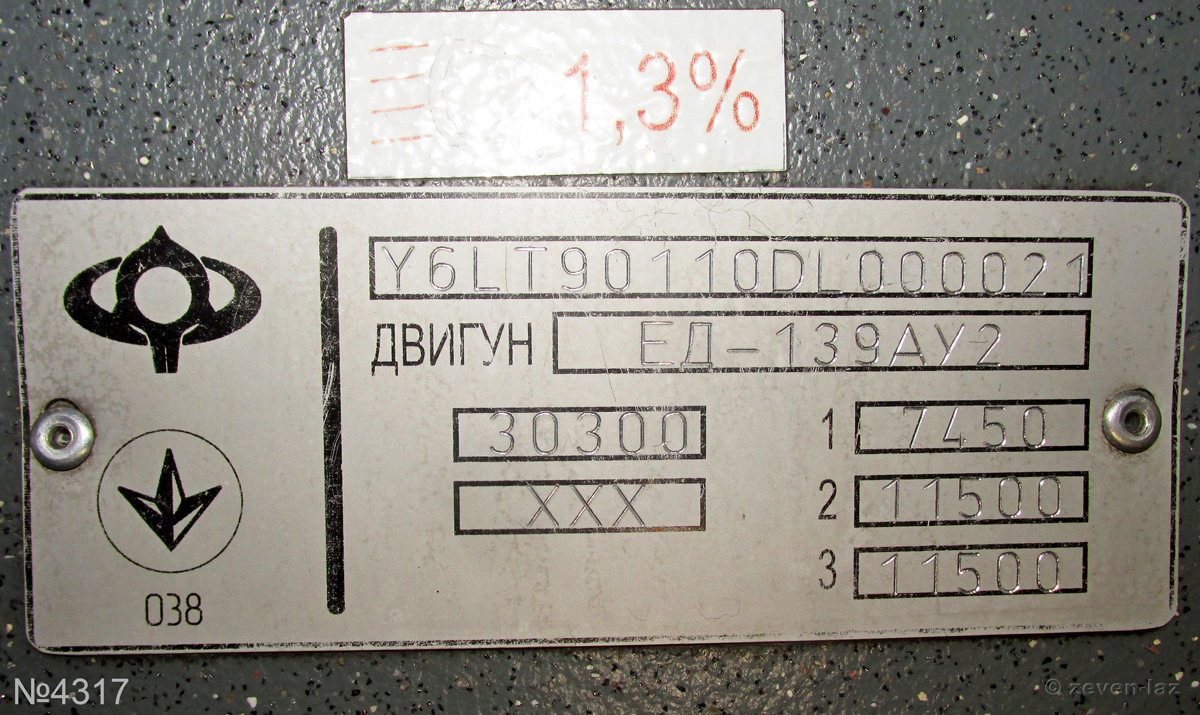 1,3%
Y6LT90110DL000021
ДВИГУН ЕД-139АУ2
30300 1 7450
XXX 2 11500
3 11500
038
№4317 © zeven-laz